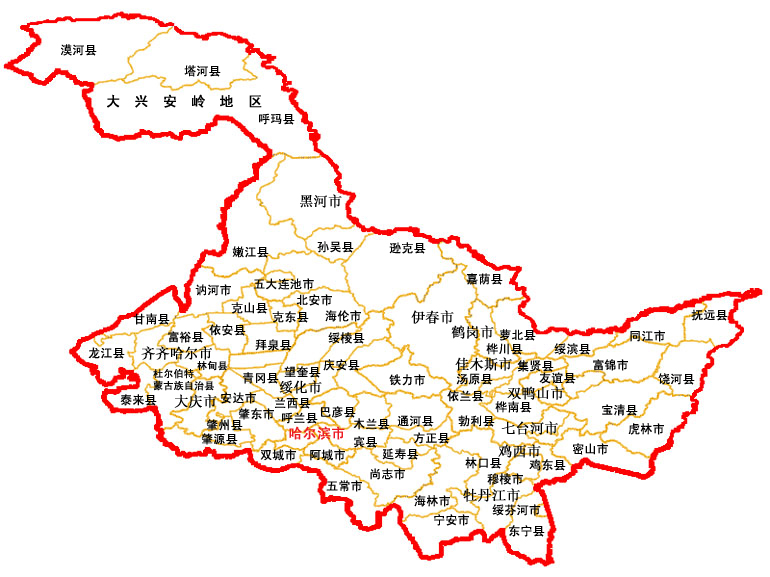 漠河县
塔河县
大兴安岭地区
呼玛县
黑河市
孙吴县
逊克县
嫩江县
嘉荫县
讷河市
五大连池市
北安市
抚远县
克山县
克东县
海伦市
伊春市
甘南县
依安县
鹤岗市
萝北县
同江市
富裕县
绥棱县
拜泉县
桦川县
绥滨县
龙江县
齐齐哈尔市
林甸县
庆安县
佳木斯市
集贤县
富锦市
杜尔伯特
蒙古族自治县
青冈县
望奎县
绥化市
铁力市
汤原县
友谊县
饶河县
泰来县
大庆市
安达市
兰西县
依兰县
双鸭山市
桦南县
宝清县
肇东市
呼兰县
巴彦县
木兰县
通河县
勃利县
七台河市
虎林市
肇州县
肇源县
哈尔滨市
宾县
方正县
鸡西市
密山市
双城市
阿城市
延寿县
林口县
鸡东县
尚志市
穆棱市
五常市
海林市
牡丹江市
绥芬河市
宁安市
东宁县